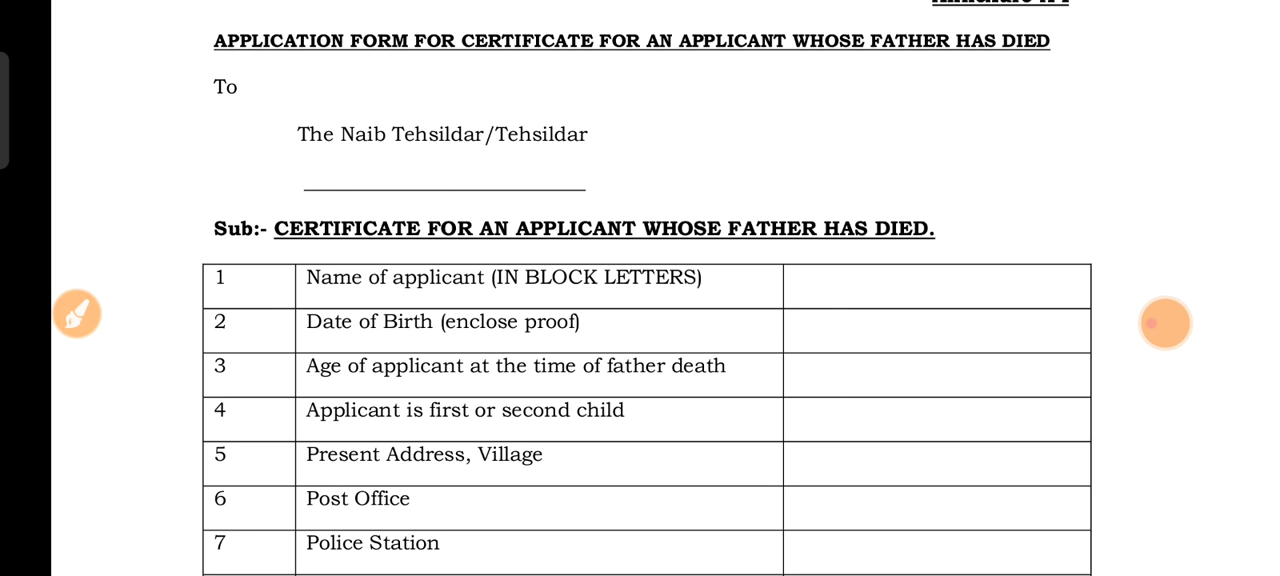 APPLICATION FORM FOR CERTIFICATE FOR AN APPLICANT WHOSE FATHER HAS DIED
To
The Naib Tehsildar/Tehsildar
Sub:- CERTIFICATE FOR AN APPLICANT WHOSE FATHER HAS DIED.
1 Name of applicant (IN BLOCK LETTERS)
2 Date of Birth (enclose proof)
3 Age of applicant at the time of father death
4 Applicant is first or second child
5 Present Address, Village
6 Post Office
7 Police Station